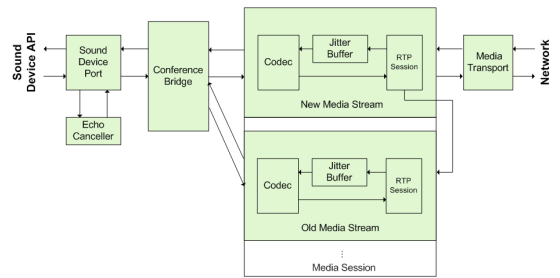 Sound
Device API
Sound
Device
Port
Echo
Canceller
Conference
Bridge
Codec
Jitter
Buffer
RTP
Session
New Media Stream
Media
Transport
Network
Codec
Jitter
Buffer
RTP
Session
Old Media Stream
...
Media Session